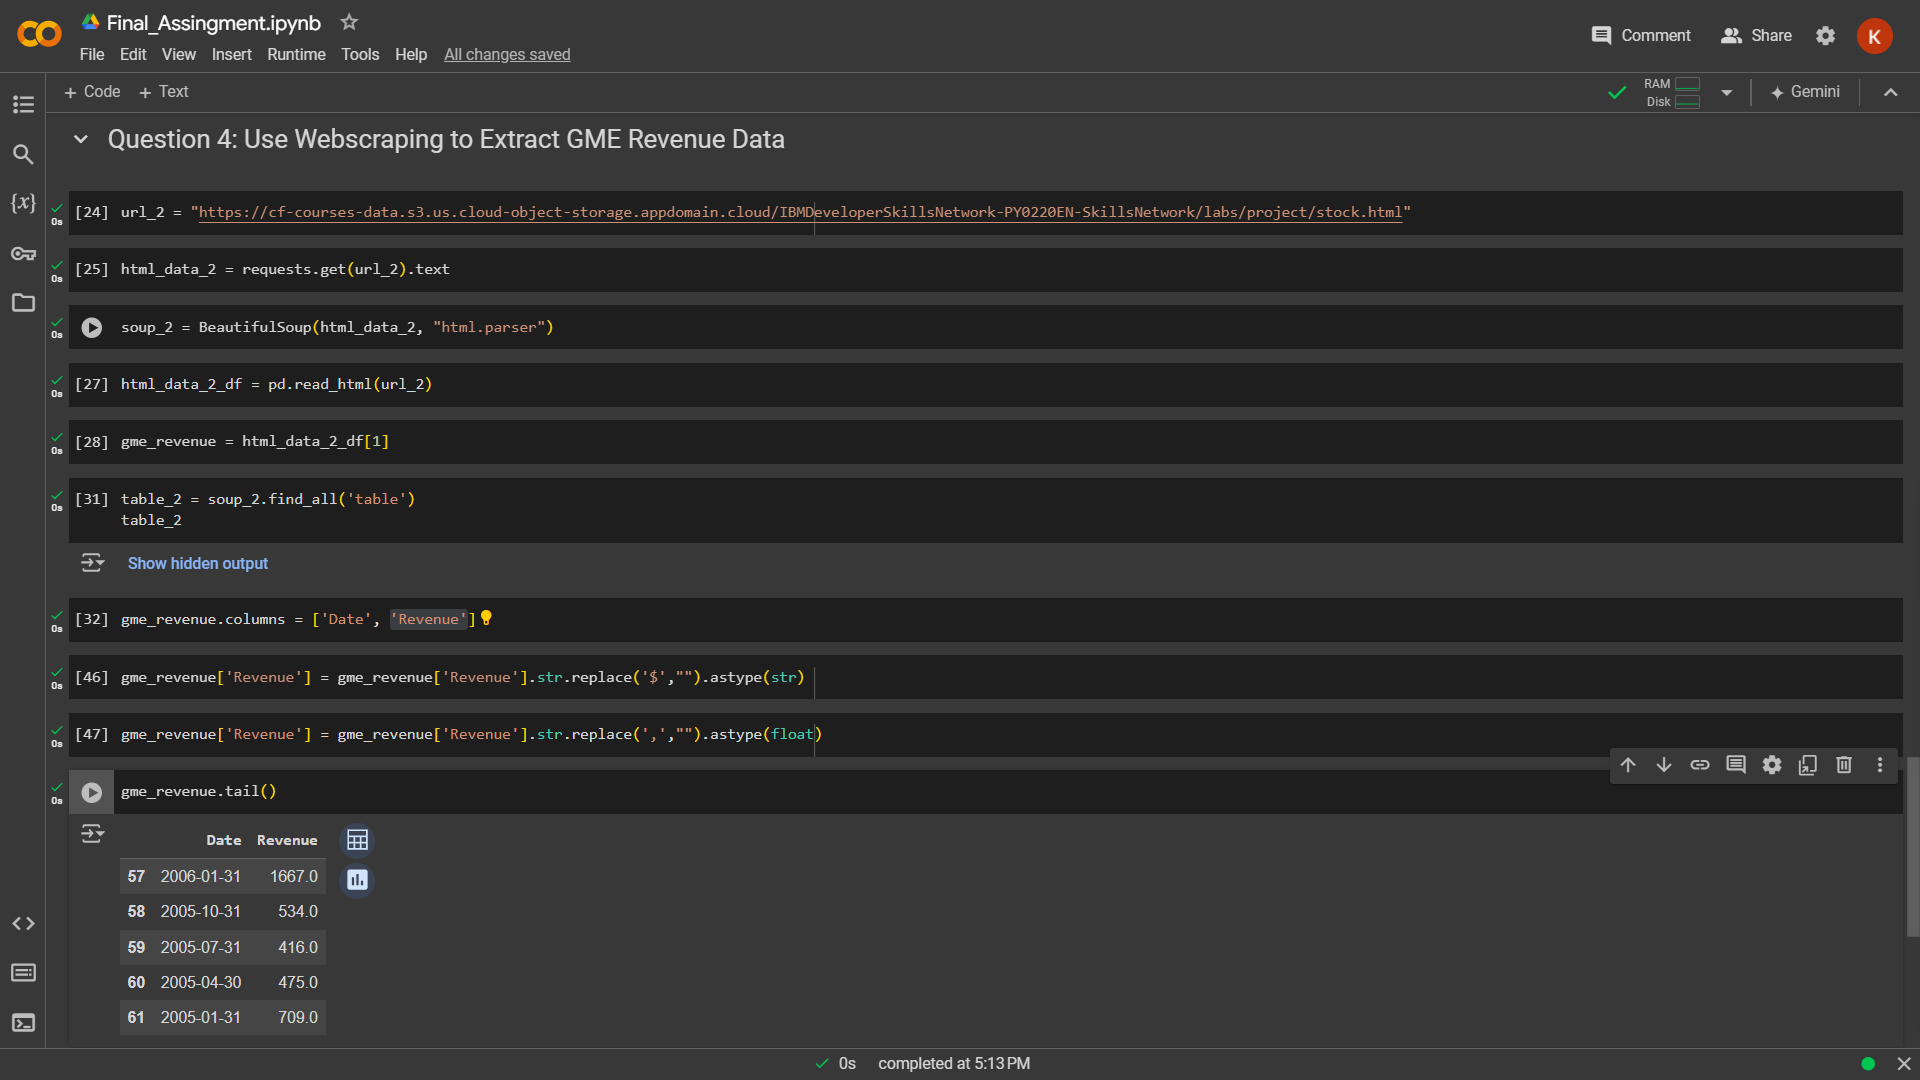 Final_Assingment.ipynb
File Edit View Insert Runtime Tools Help All changes saved
Comment Share K
+ Code + Text
RAM
Disk
Gemini
Question 4: Use Webscraping to Extract GME Revenue Data
[24] url_2 = "https://cf-courses-data.s3.us.cloud-object-storage.appdomain.cloud/IBMDeveloperSkillsNetwork-PY0220EN-SkillsNetwork/labs/project/stock.html"
0s
[25] html_data_2 = requests.get(url_2).text
0s
soup_2 = BeautifulSoup(html_data_2, "html.parser")
0s
[27] html_data_2_df = pd.read_html(url_2)
0s
[28] gme_revenue = html_data_2_df[1]
0s
[31] table_2 = soup_2.find_all('table')
0s
table_2
Show hidden output
[32] gme_revenue.columns = ['Date', 'Revenue']
0s
[46] gme_revenue['Revenue'] = gme_revenue['Revenue'].str.replace('$',"").astype(str)
0s
[47] gme_revenue['Revenue'] = gme_revenue['Revenue'].str.replace(',',"").astype(float)
0s
gme_revenue.tail()
0s
Date Revenue
57 2006-01-31 1667.0
58 2005-10-31 534.0
59 2005-07-31 416.0
60 2005-04-30 475.0
61 2005-01-31 709.0
0s completed at 5:13 PM